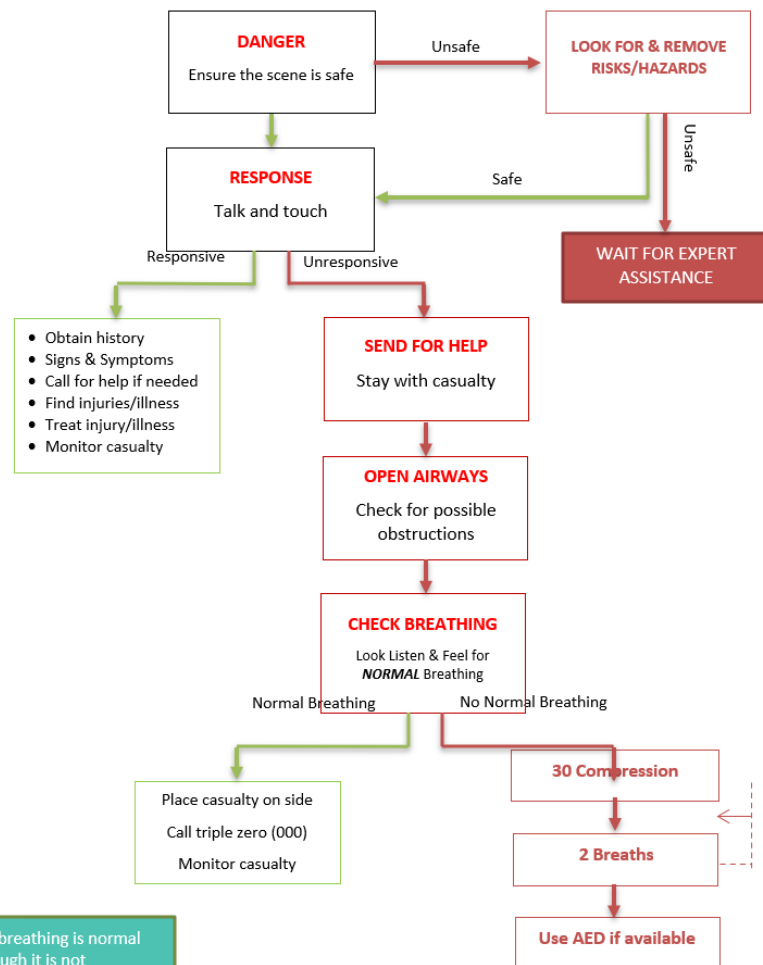 DANGER
Ensure the scene is safe
Unsafe
LOOK FOR & REMOVE
RISKS/HAZARDS
Unsafe
Safe
RESPONSE
Talk and touch
WAIT FOR EXPERT
ASSISTANCE
Responsive
Unresponsive
• Obtain history
• Signs & Symptoms
• Call for help if needed
• Find injuries/illness
• Treat injury/illness
• Monitor casualty
SEND FOR HELP
Stay with casualty
OPEN AIRWAYS
Check for possible
obstructions
CHECK BREATHING
Look Listen & Feel for
NORMAL Breathing
Normal Breathing
No Normal Breathing
Place casualty on side
Call triple zero (000)
Monitor casualty
30 Compression
2 Breaths
Use AED if available
breathing is normal
it is not